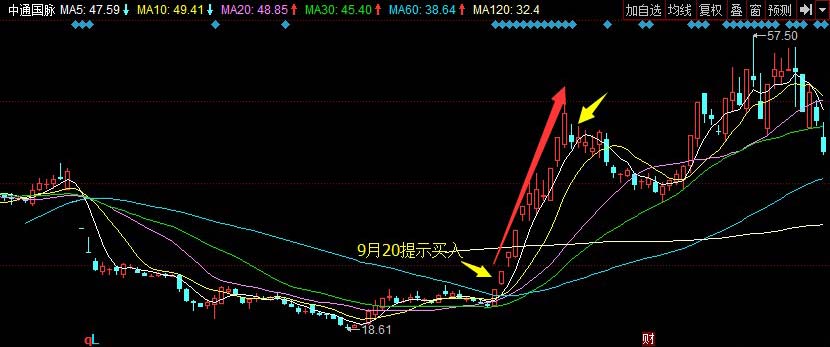 中通国脉 MA5: 47.59↓ MA10: 49.41↓ MA20: 48.85↑ MA30: 45.40↑ MA60: 38.64↑ MA120: 32.4 加自选 均线 复权 叠 窗 预测
57.50
9月20提示买入
18.61
qL 财